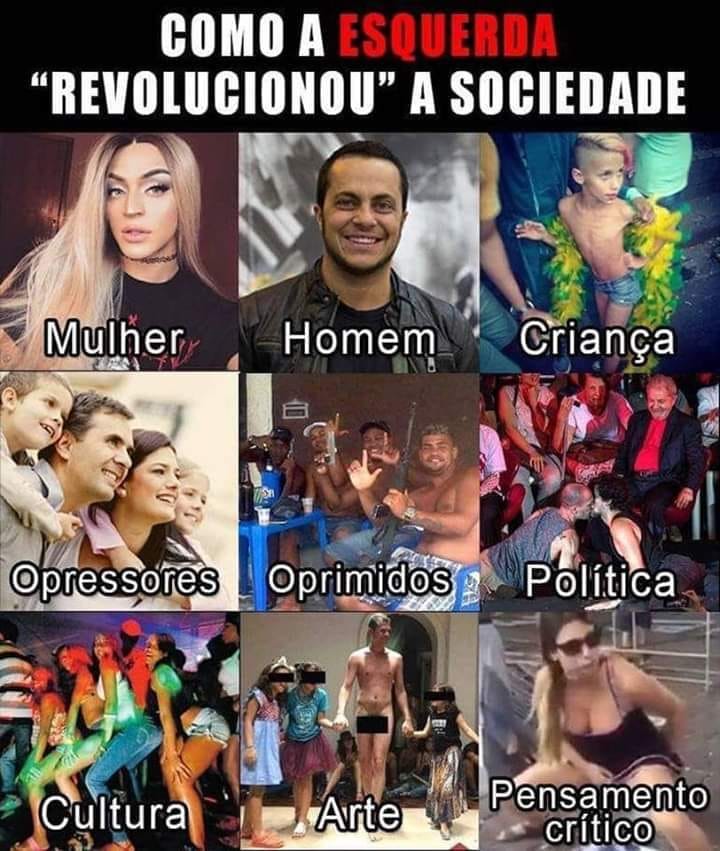 COMO A ESQUERDA
"REVOLUCIONOU" A SOCIEDADE
Mulher
Homem
Criança
Opressores
Oprimidos
Política
Cultura
Arte
Pensamento
crítico